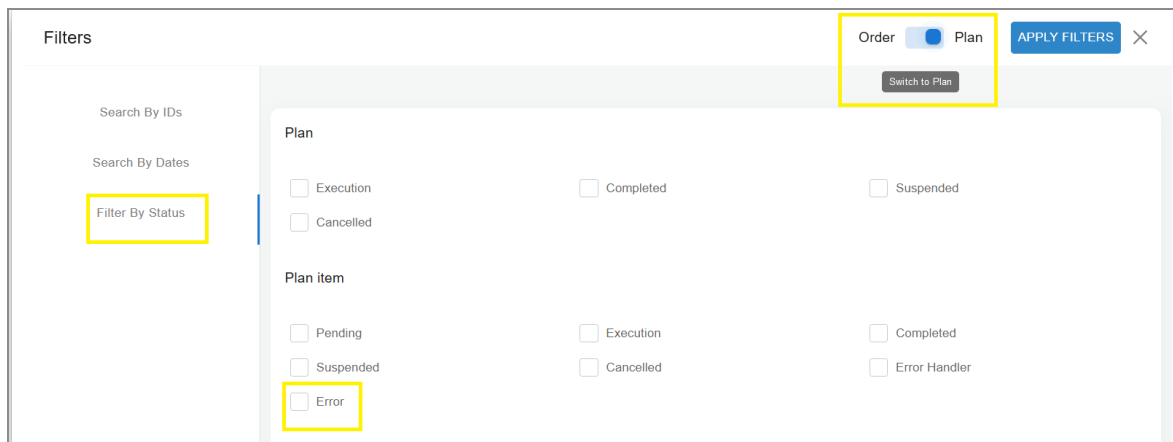 Filters
Order Plan APPLY FILTERS
Switch to Plan
Search By IDs
Search By Dates
Filter By Status
Plan
Execution Completed Suspended
Cancelled
Plan item
Pending Execution Completed
Suspended Cancelled Error Handler
Error